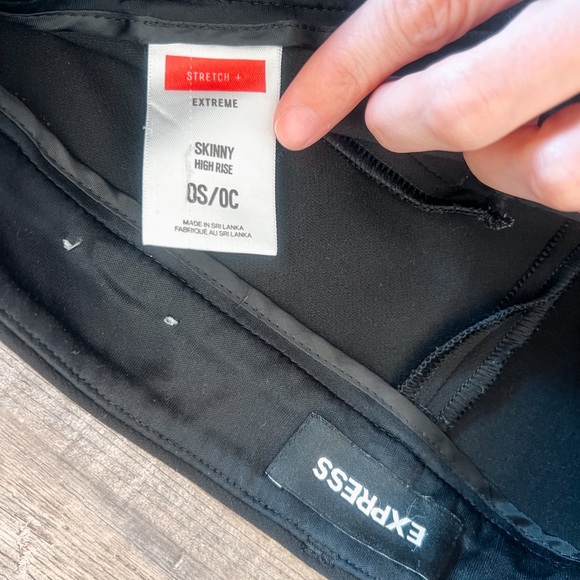 STRETCH +
EXTREME
SKINNY
HIGH RISE
0S/0C
MADE IN SRI LANKA
FABRIQUÉ AU SRI LANKA
EXPRESS